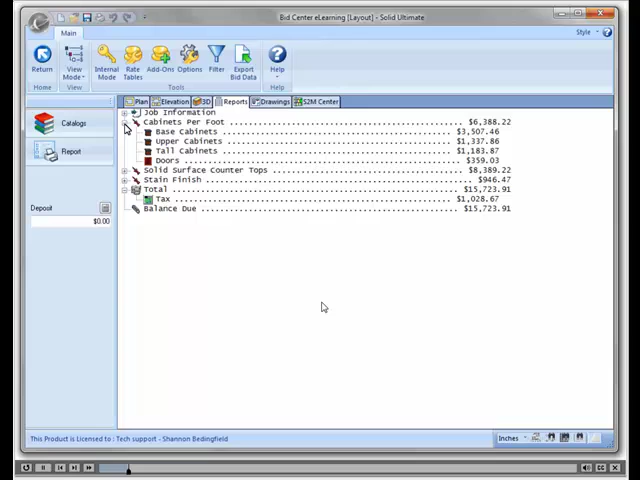 Bid Center eLearning [Layout] - Solid Ultimate
Main
Style
Return
View Mode
Internal Mode
Rate Tables
Add-Ons
Options
Filter
Export Bid Data
Help
Home
View
Tools
Help
Catalogs
Report
Deposit
$0.00
Plan Elevation 3D Reports Drawings S2M Center
Job Information
Cabinets Per Foot $6,388.22
Base Cabinets $3,507.46
Upper Cabinets $1,337.86
Tall Cabinets $1,183.87
Doors $359.03
Solid Surface Counter Tops $8,389.22
Stain Finish $946.47
Total $15,723.91
Tax $1,028.67
Balance Due $15,723.91
This Product is Licensed to : Tech support - Shannon Bedingfield
Inches
CC